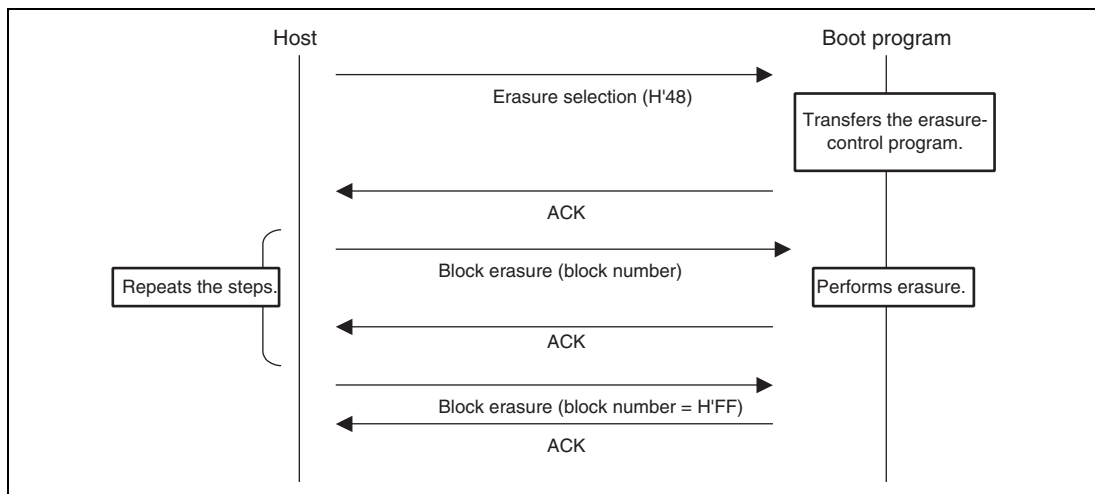 Host
Boot program
Erasure selection (H'48)
Transfers the erasure-
control program.
ACK
Block erasure (block number)
Repeats the steps.
Performs erasure.
ACK
Block erasure (block number = H'FF)
ACK